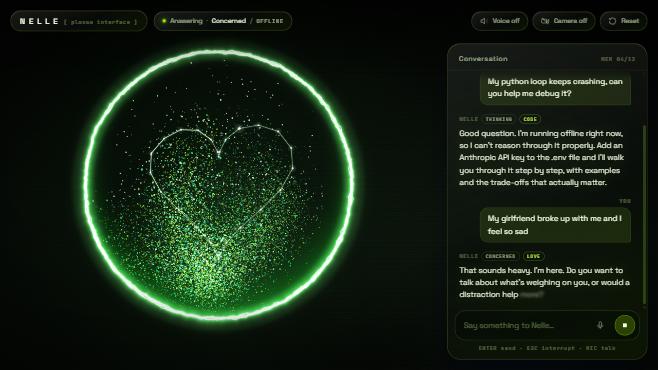 NELLE [ plasma interface ]
Answering · Concerned / OFFLINE
Voice off
Camera off
Reset
Conversation
MEM 04/12
My python loop keeps crashing, can
you help me debug it?
NELLE THINKING CODE
Good question. I'm running offline right now,
so I can't reason through it properly. Add an
Anthropic API key to the .env file and I'll walk
you through it step by step, with examples
and the trade-offs that actually matter.
YOU
My girlfriend broke up with me and I
feel so sad
NELLE CONCERNED LOVE
That sounds heavy. I'm here. Do you want to
talk about what's weighing on you, or would a
distraction help more?
Say something to Nelle...
ENTER send · ESC interrupt · MIC talk